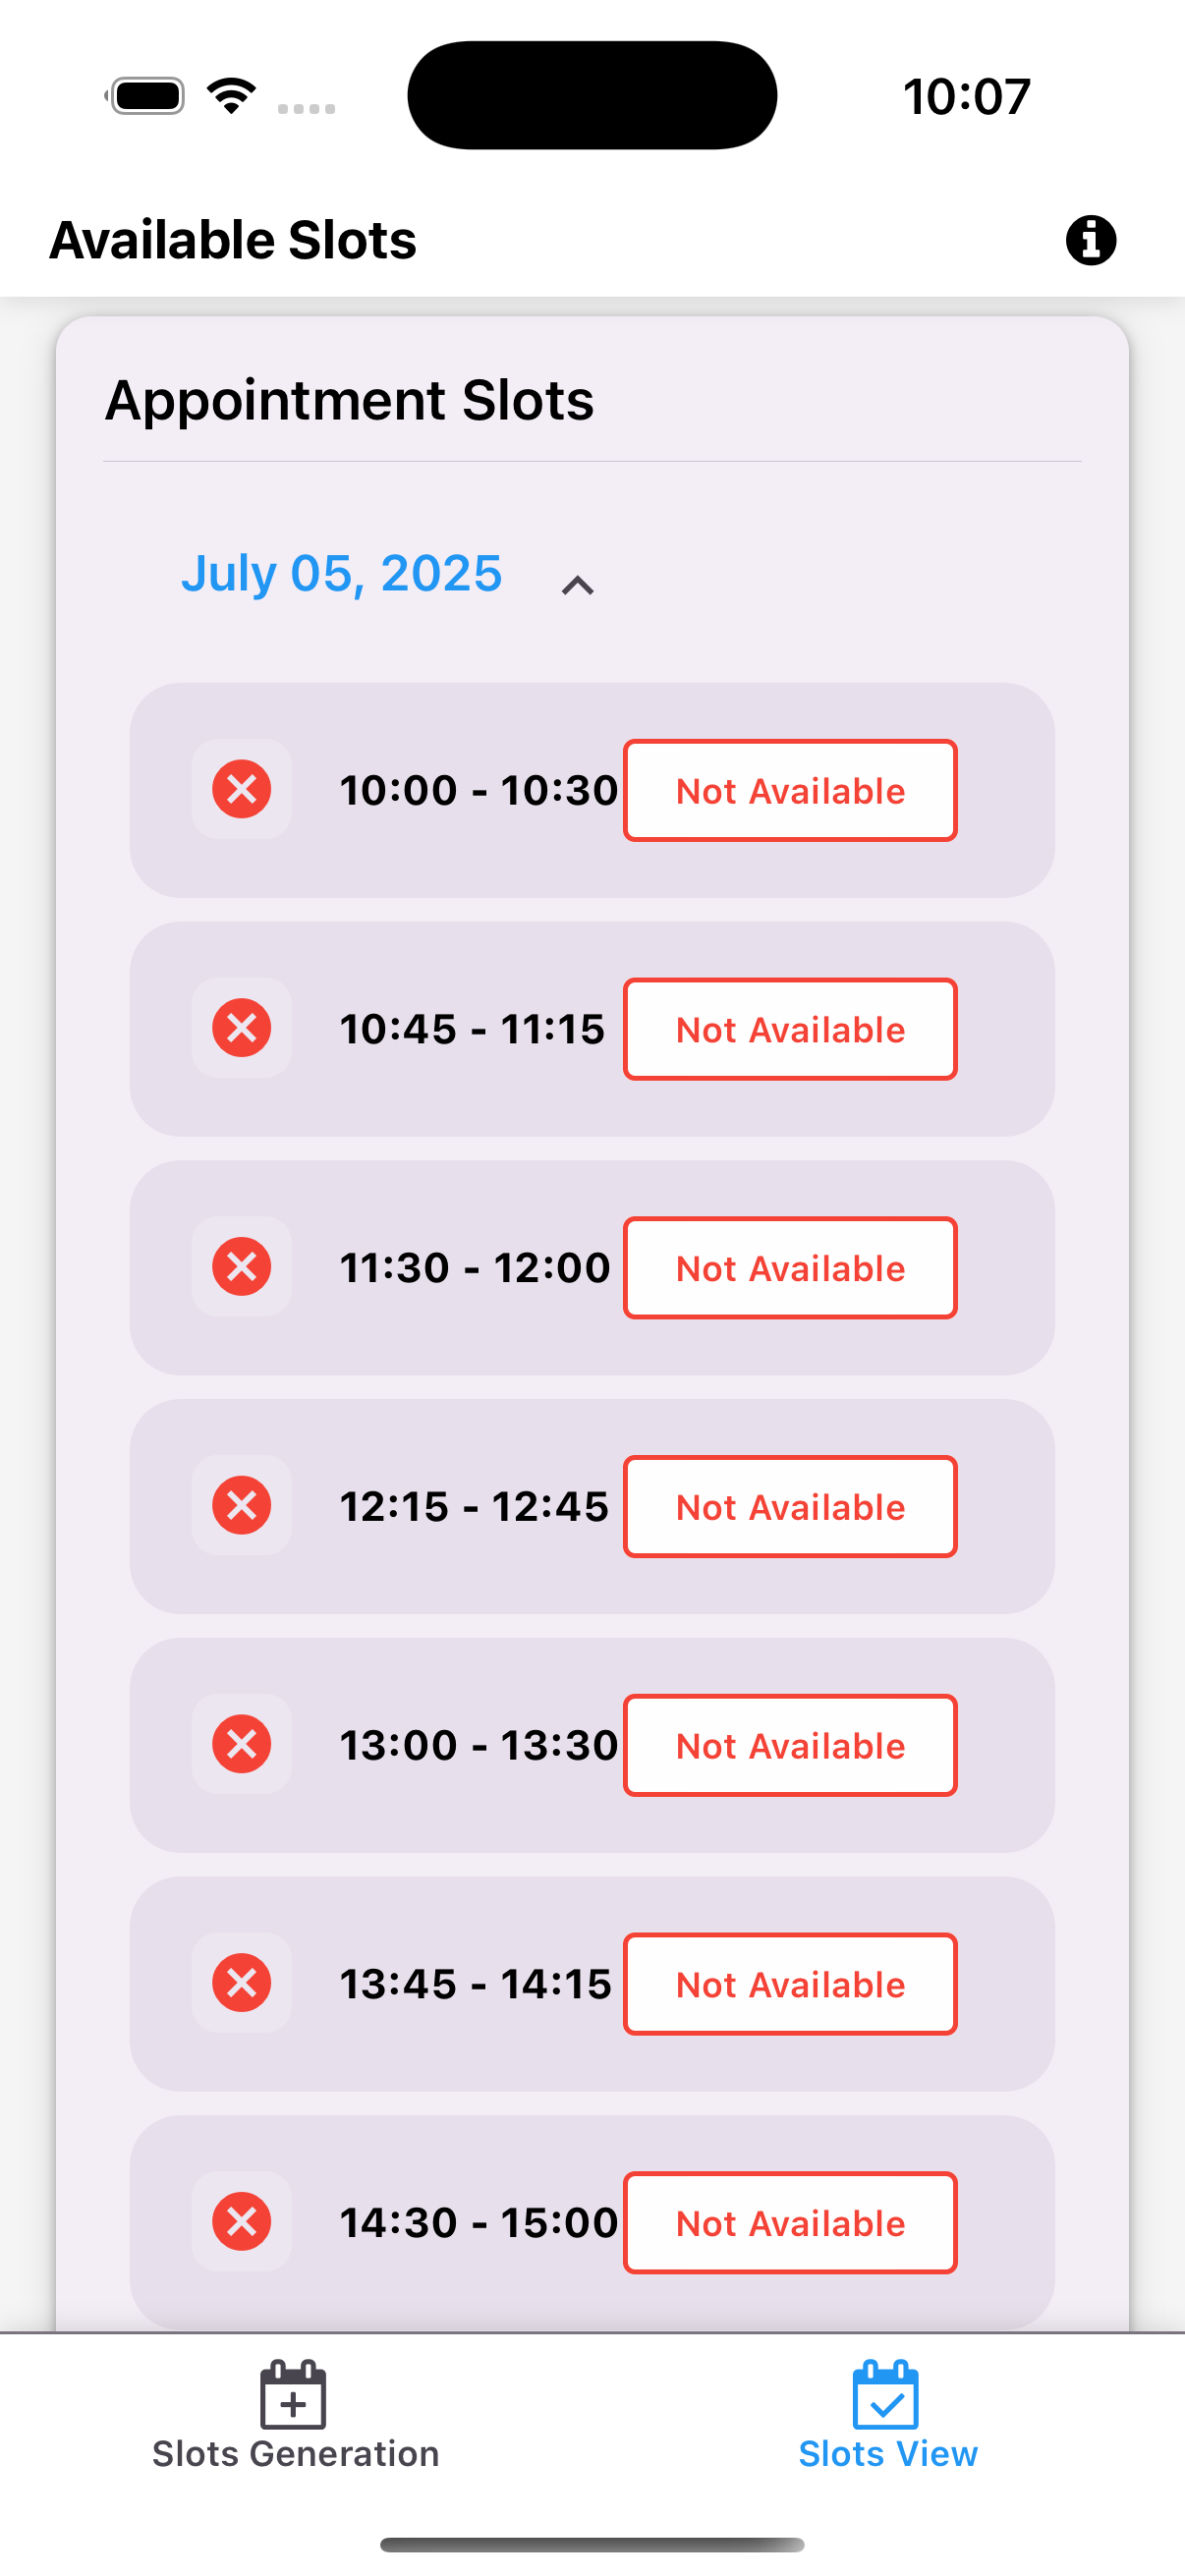 10:07
Available Slots
Appointment Slots
July 05, 2025
10:00 - 10:30 Not Available
10:45 - 11:15 Not Available
11:30 - 12:00 Not Available
12:15 - 12:45 Not Available
13:00 - 13:30 Not Available
13:45 - 14:15 Not Available
14:30 - 15:00 Not Available
Slots Generation Slots View